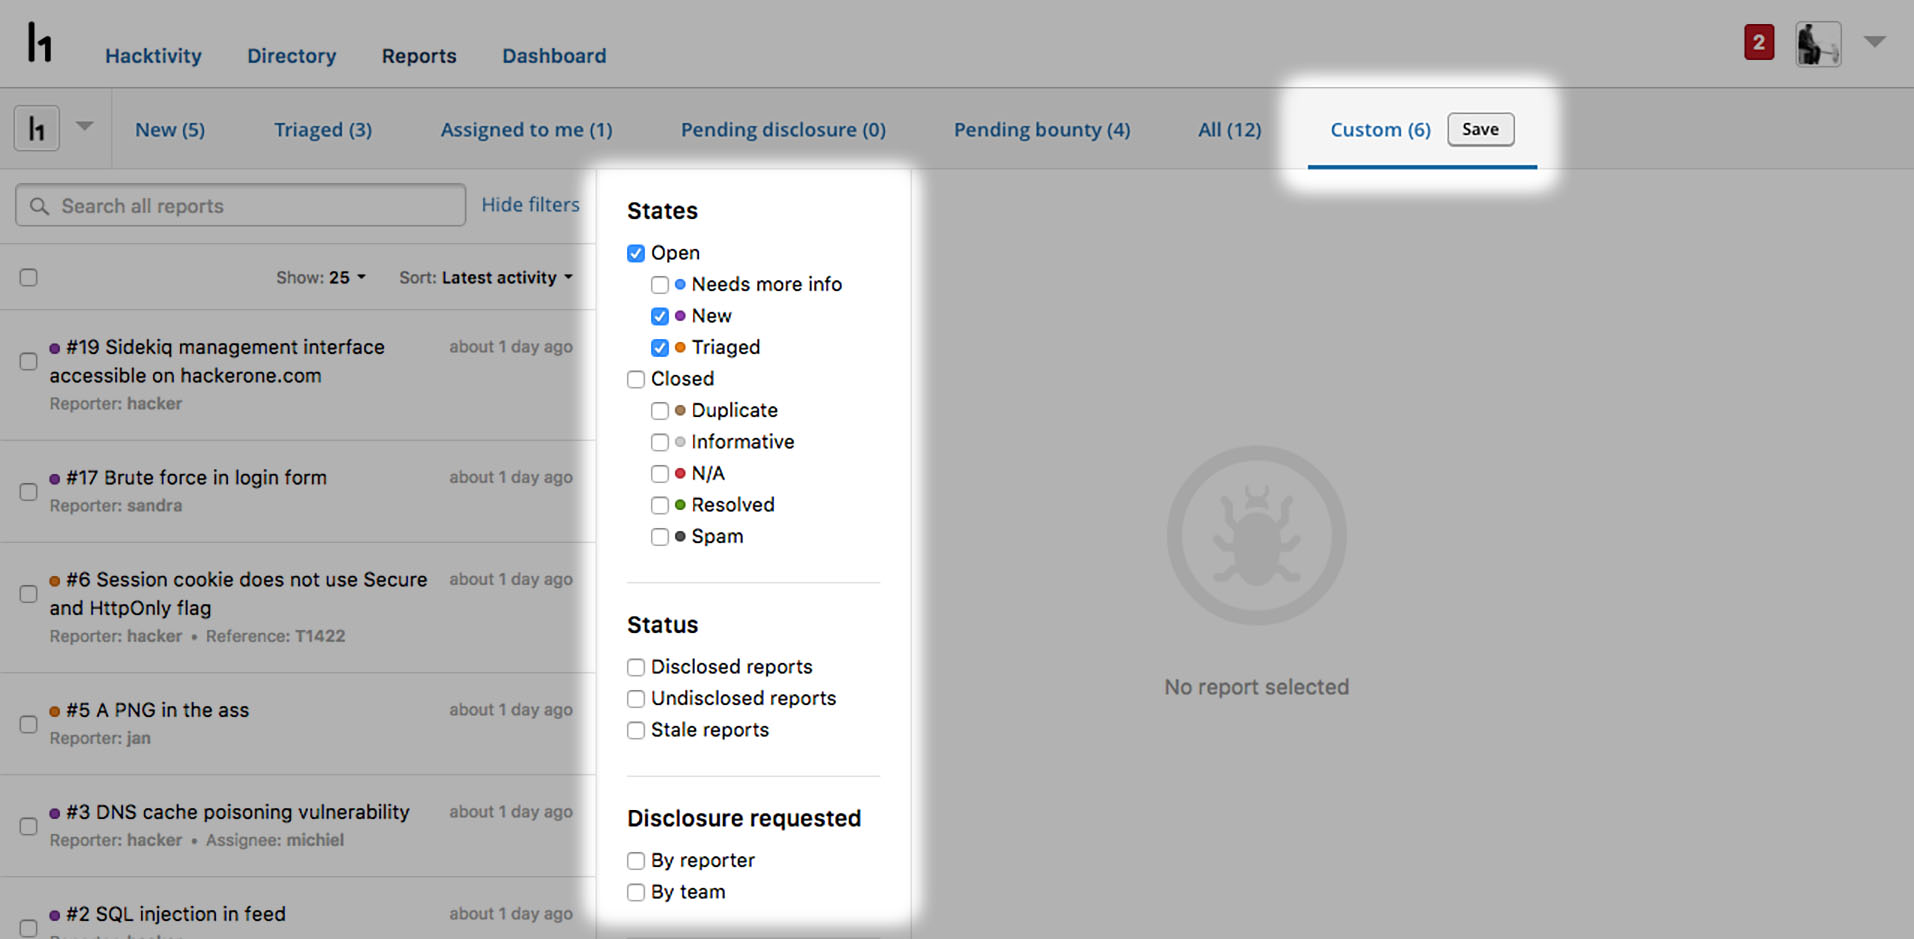 h1
Hacktivity
Directory
Reports
Dashboard
2
h1
New (5)
Triaged (3)
Assigned to me (1)
Pending disclosure (0)
Pending bounty (4)
All (12)
Custom (6)
Save
Search all reports
Hide filters
Show: 25
Sort: Latest activity
#19 Sidekiq management interface
accessible on hackerone.com
about 1 day ago
Reporter: hacker
#17 Brute force in login form
about 1 day ago
Reporter: sandra
#6 Session cookie does not use Secure
and HttpOnly flag
about 1 day ago
Reporter: hacker • Reference: T1422
#5 A PNG in the ass
about 1 day ago
Reporter: jan
#3 DNS cache poisoning vulnerability
about 1 day ago
Reporter: hacker • Assignee: michiel
#2 SQL injection in feed
about 1 day ago
States
Open
Needs more info
New
Triaged
Closed
Duplicate
Informative
N/A
Resolved
Spam
Status
Disclosed reports
Undisclosed reports
Stale reports
Disclosure requested
By reporter
By team
No report selected